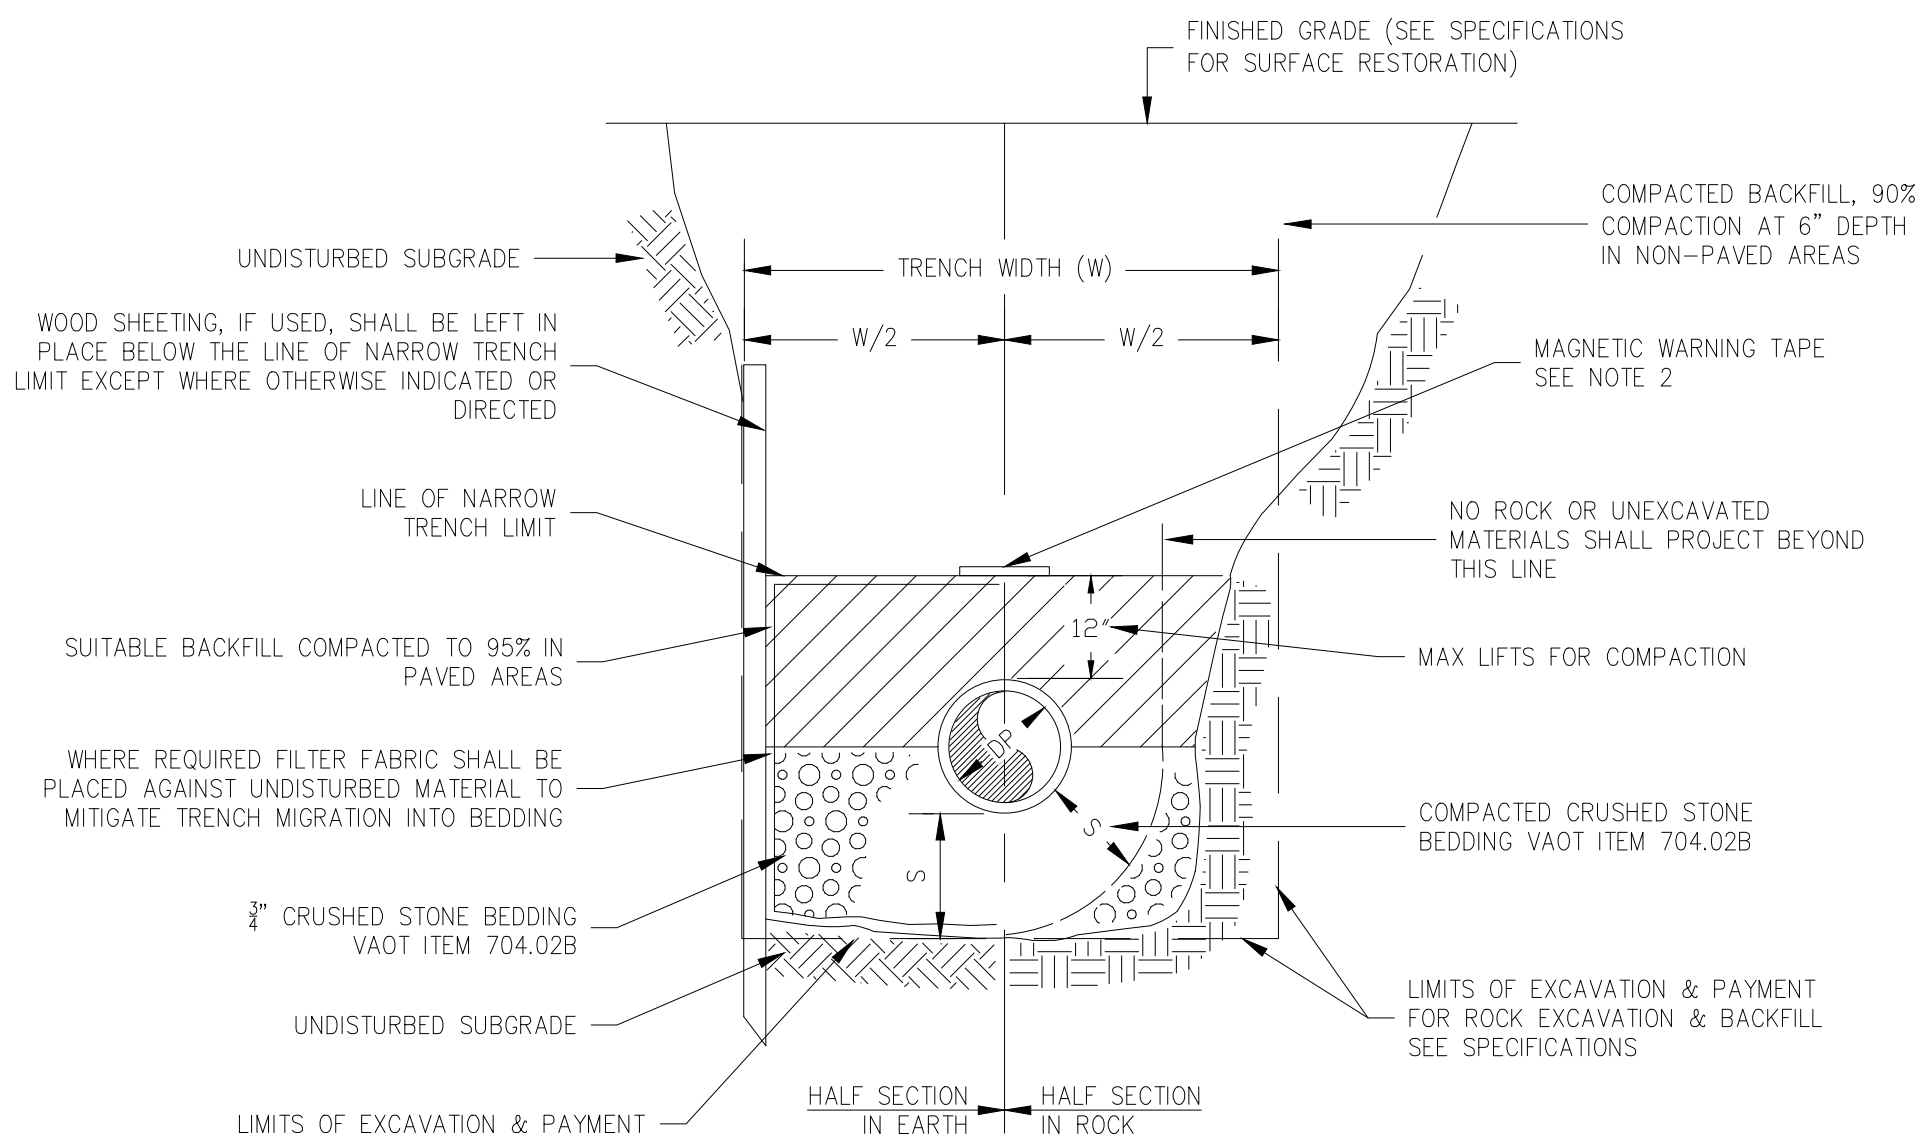 FINISHED GRADE (SEE SPECIFICATIONS
FOR SURFACE RESTORATION)
COMPACTED BACKFILL, 90%
COMPACTION AT 6" DEPTH
IN NON-PAVED AREAS
UNDISTURBED SUBGRADE
TRENCH WIDTH (W)
WOOD SHEETING, IF USED, SHALL BE LEFT IN
PLACE BELOW THE LINE OF NARROW TRENCH
LIMIT EXCEPT WHERE OTHERWISE INDICATED OR
DIRECTED
W/2
W/2
MAGNETIC WARNING TAPE
SEE NOTE 2
LINE OF NARROW
TRENCH LIMIT
NO ROCK OR UNEXCAVATED
MATERIALS SHALL PROJECT BEYOND
THIS LINE
12"
SUITABLE BACKFILL COMPACTED TO 95% IN
PAVED AREAS
MAX LIFTS FOR COMPACTION
DP
WHERE REQUIRED FILTER FABRIC SHALL BE
PLACED AGAINST UNDISTURBED MATERIAL TO
MITIGATE TRENCH MIGRATION INTO BEDDING
S
COMPACTED CRUSHED STONE
BEDDING VAOT ITEM 704.02B
S
3/4" CRUSHED STONE BEDDING
VAOT ITEM 704.02B
UNDISTURBED SUBGRADE
LIMITS OF EXCAVATION & PAYMENT
FOR ROCK EXCAVATION & BACKFILL
SEE SPECIFICATIONS
LIMITS OF EXCAVATION & PAYMENT
HALF SECTION
IN EARTH
HALF SECTION
IN ROCK